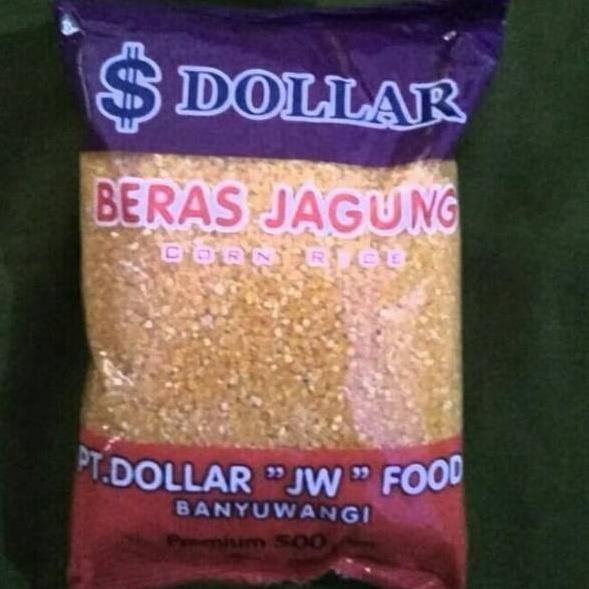 $ DOLLAR
BERAS JAGUNG
CORN RICE
PT.DOLLAR "JW" FOOD
BANYUWANGI
Premium 500